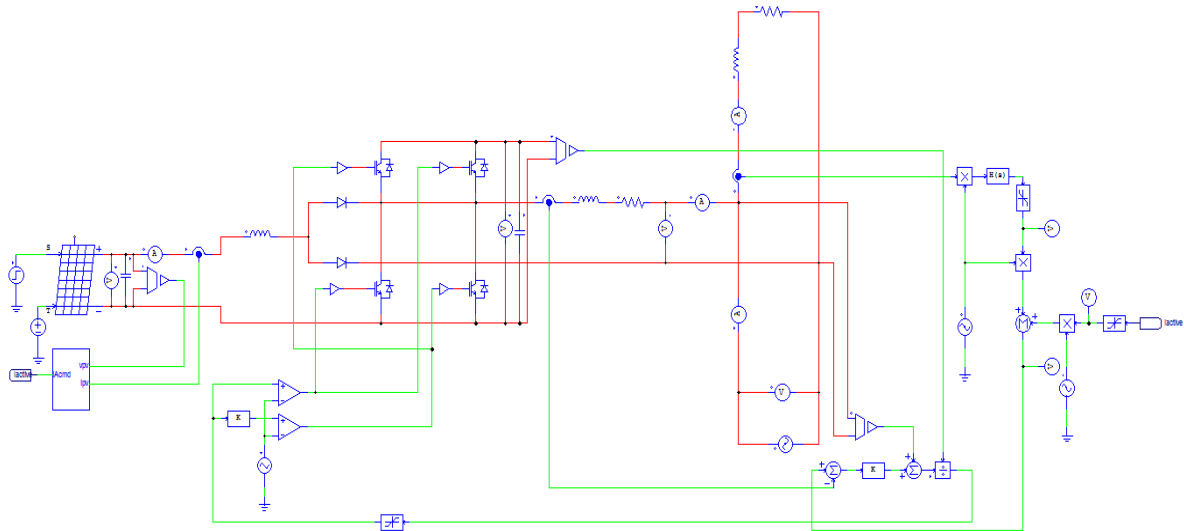 A
A
H(z)
V
V
A
V
S
+
A
V
V
M
+
+
V
Iactive
T
-
V
A
vpv
Iactive
IAcmd
Ipv
+
-
V
K
+
-
+
Σ
-
K
+
+
Σ
÷